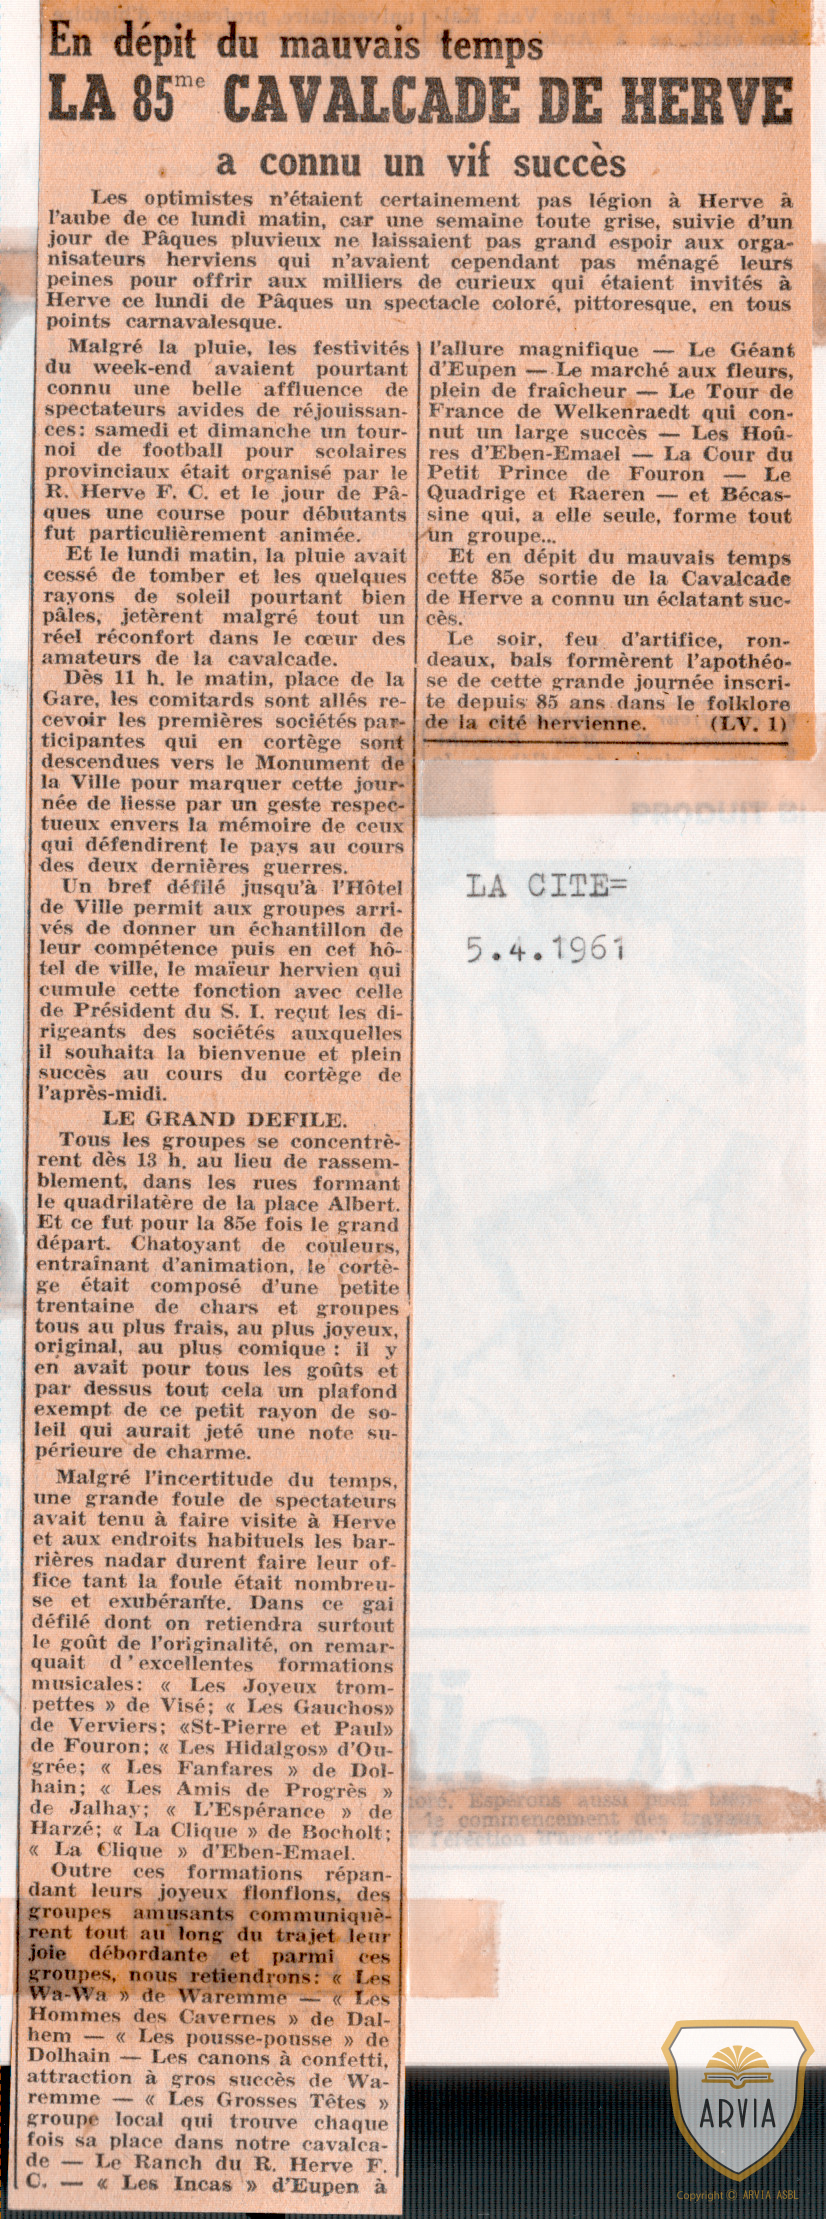 En dépit du mauvais temps
LA 85me CAVALCADE DE HERVE
a connu un vif succès
Les optimistes n'étaient certainement pas légion à Herve à
l'aube de ce lundi matin, car une semaine toute grise, suivie d'un
jour de Pâques pluvieux ne laissaient pas grand espoir aux orga-
nisateurs herviens qui n'avaient cependant pas ménagé leurs
peines pour offrir aux milliers de curieux qui étaient invités à
Herve ce lundi de Pâques un spectacle coloré, pittoresque, en tous
points carnavalesque.
Malgré la pluie, les festivités
du week-end avaient pourtant
connu une belle affluence de
spectateurs avides de réjouissan-
ces: samedi et dimanche un tour-
noi de football pour scolaires
provinciaux était organisé par le
R. Herve F. C. et le jour de Pâ-
ques une course pour débutants
fut particulièrement animée.
Et le lundi matin, la pluie avait
cessé de tomber et les quelques
rayons de soleil pourtant bien
pâles, jetèrent malgré tout un
réel réconfort dans le cœur des
amateurs de la cavalcade.
Dès 11 h. le matin, place de la
Gare, les comitards sont allés re-
cevoir les premières sociétés par-
ticipantes qui en cortège sont
descendues vers le Monument de
la Ville pour marquer cette jour-
née de liesse par un geste respec-
tueux envers la mémoire de ceux
qui défendirent le pays au cours
des deux dernières guerres.
Un bref défilé jusqu'à l'Hôtel
de Ville permit aux groupes arri-
vés de donner un échantillon de
leur compétence puis en cet hô-
tel de ville, le maïeur hervien qui
cumule cette fonction avec celle
de Président du S. I. reçut les di-
rigeants des sociétés auxquelles
il souhaita la bienvenue et plein
succès au cours du cortège de
l'après-midi.
LE GRAND DEFILE.
Tous les groupes se concentrè-
rent dès 13 h. au lieu de rassem-
blement, dans les rues formant
le quadrilatère de la place Albert.
Et ce fut pour la 85e fois le grand
départ. Chatoyant de couleurs,
entraînant d'animation, le cortè-
ge était composé d'une petite
trentaine de chars et groupes
tous au plus frais, au plus joyeux,
original, au plus comique : il y
en avait pour tous les goûts et
par dessus tout cela un plafond
exempt de ce petit rayon de so-
leil qui aurait jeté une note su-
périeure de charme.
Malgré l'incertitude du temps,
une grande foule de spectateurs
avait tenu à faire visite à Herve
et aux endroits habituels les bar-
rières nadar durent faire leur of-
fice tant la foule était nombreu-
se et exubérante. Dans ce gai
défilé dont on retiendra surtout
le goût de l'originalité, on remar-
quait d'excellentes formations
musicales: « Les Joyeux trom-
pettes » de Visé; « Les Gauchos»
de Verviers; «St-Pierre et Paul»
de Fouron; « Les Hidalgos» d'Ou-
grée; « Les Fanfares » de Dol-
hain; « Les Amis de Progrès »
de Jalhay; « L'Espérance » de
Harzé; « La Clique » de Bocholt;
« La Clique » d'Eben-Emael.
Outre ces formations répan-
dant leurs joyeux flonflons, des
groupes amusants communiquè-
rent tout au long du trajet leur
joie débordante et parmi ces
groupes, nous retiendrons: « Les
Wa-Wa » de Waremme — « Les
Hommes des Cavernes » de Dal-
hem — « Les pousse-pousse » de
Dolhain — Les canons à confetti,
attraction à gros succès de Wa-
remme — « Les Grosses Têtes »
groupe local qui trouve chaque
fois sa place dans notre cavalca-
de — Le Ranch du R. Herve F.
C. — « Les Incas » d'Eupen à
l'allure magnifique — Le Géant
d'Eupen — Le marché aux fleurs,
plein de fraîcheur — Le Tour de
France de Welkenraedt qui con-
nut un large succès — Les Hoû-
res d'Eben-Emael — La Cour du
Petit Prince de Fouron — Le
Quadrige et Raeren — et Bécas-
sine qui, a elle seule, forme tout
un groupe...
Et en dépit du mauvais temps
cette 85e sortie de la Cavalcade
de Herve a connu un éclatant suc-
cès.
Le soir, feu d'artifice, ron-
deaux, bals formèrent l'apothéo-
se de cette grande journée inscri-
te depuis 85 ans dans le folklore
de la cité hervienne. (LV. 1)
LA CITE=
5.4.1961
ARVIA
Copyright © ARVIA ASBL